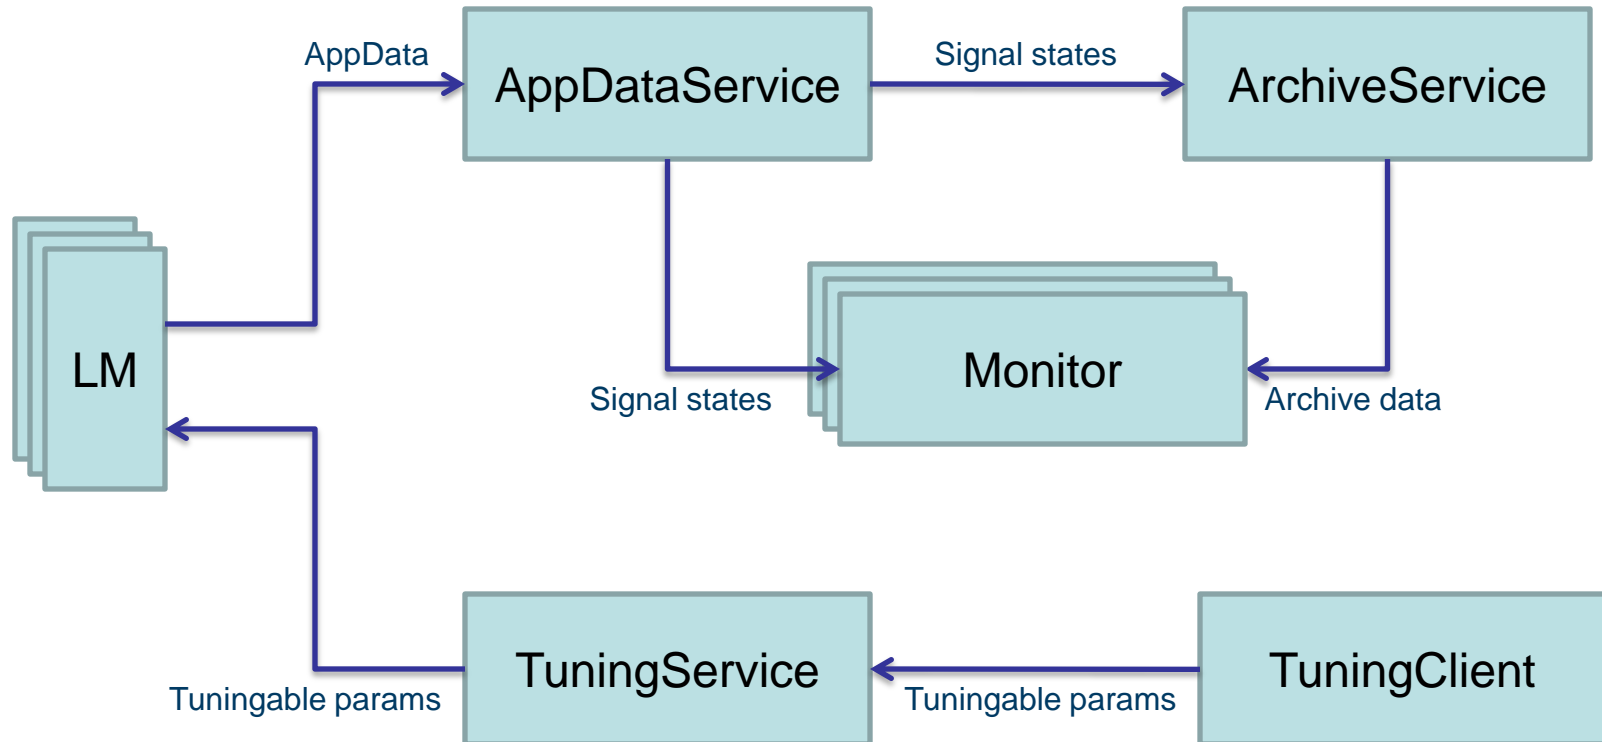 AppData
Signal states
AppDataService
ArchiveService
LM
Monitor
Signal states
Archive data
TuningService
TuningClient
Tuningable params
Tuningable params